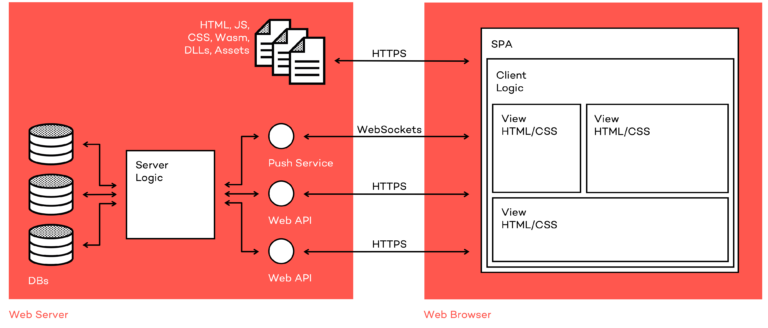 HTML, JS,
CSS, Wasm,
DLLs, Assets
HTTPS
SPA
Client
Logic
View
HTML/CSS
View
HTML/CSS
WebSockets
Push Service
Server
Logic
HTTPS
Web API
View
HTML/CSS
HTTPS
Web API
DBs
Web Server
Web Browser